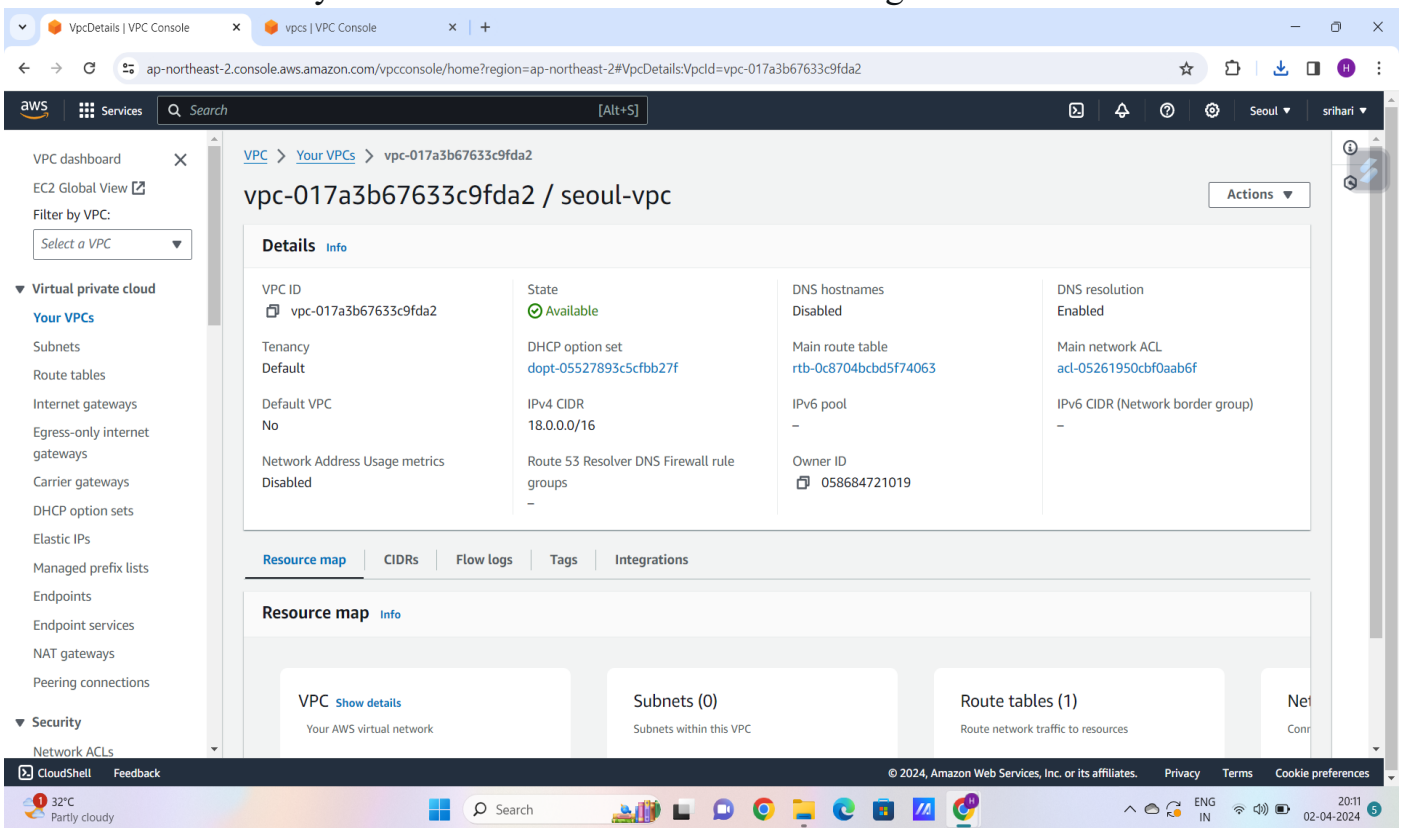 VpcDetails | VPC Console
vpcs | VPC Console
ap-northeast-2.console.aws.amazon.com/vpcconsole/home?region=ap-northeast-2#VpcDetails:VpcId=vpc-017a3b67633c9fda2
H
aws
Services
Search
[Alt+S]
Seoul
srihari
VPC dashboard
EC2 Global View
Filter by VPC:
Select a VPC
Virtual private cloud
Your VPCs
Subnets
Route tables
Internet gateways
Egress-only internet
gateways
Carrier gateways
DHCP option sets
Elastic IPs
Managed prefix lists
Endpoints
Endpoint services
NAT gateways
Peering connections
Security
Network ACLs
VPC > Your VPCs > vpc-017a3b67633c9fda2
vpc-017a3b67633c9fda2 / seoul-vpc
Actions
Details Info
VPC ID
vpc-017a3b67633c9fda2
State
Available
DNS hostnames
Disabled
DNS resolution
Enabled
Tenancy
Default
DHCP option set
dopt-05527893c5cfbb27f
Main route table
rtb-0c8704bcbd5f74063
Main network ACL
acl-05261950cbf0aab6f
Default VPC
No
IPv4 CIDR
18.0.0.0/16
IPv6 pool
–
IPv6 CIDR (Network border group)
–
Network Address Usage metrics
Disabled
Route 53 Resolver DNS Firewall rule
groups
–
Owner ID
058684721019
Resource map
CIDRs
Flow logs
Tags
Integrations
Resource map Info
VPC Show details
Your AWS virtual network
Subnets (0)
Subnets within this VPC
Route tables (1)
Route network traffic to resources
CloudShell
Feedback
© 2024, Amazon Web Services, Inc. or its affiliates.
Privacy
Terms
Cookie preferences
1
32°C
Partly cloudy
Search
ENG
IN
20:11
02-04-2024
5